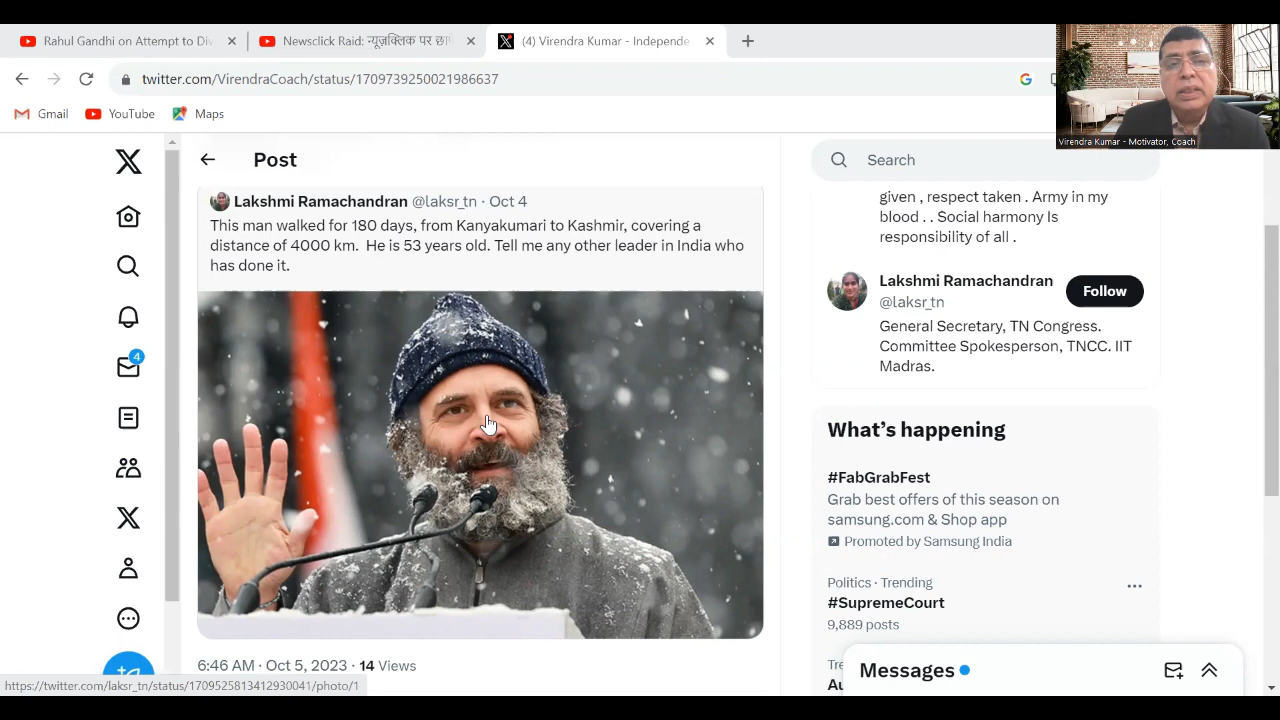 Rahul Gandhi on Attempt to Di
Newsclick Ra
(4) Virendra Kumar - Independe
twitter.com/VirendraCoach/status/1709739890021986637
Gmail
YouTube
Maps
Virendra Kumar - Motivator, Coach
Post
Lakshmi Ramachandran @laksr_tn · Oct 4
This man walked for 180 days, from Kanyakumari to Kashmir, covering a
distance of 4000 km. He is 53 years old. Tell me any other leader in India who
has done it.
6:46 AM · Oct 5, 2023 · 14 Views
https://twitter.com/laksr_tn/status/1709525813412930041/photo/1
4
Search
given , respect taken . Army in my
blood . . Social harmony Is
responsibility of all .
Lakshmi Ramachandran
@laksr_tn
Follow
General Secretary, TN Congress.
Committee Spokesperson, TNCC. IIT
Madras.
What's happening
#FabGrabFest
Grab best offers of this season on
samsung.com & Shop app
Promoted by Samsung India
Politics · Trending
#SupremeCourt
9,889 posts
Messages